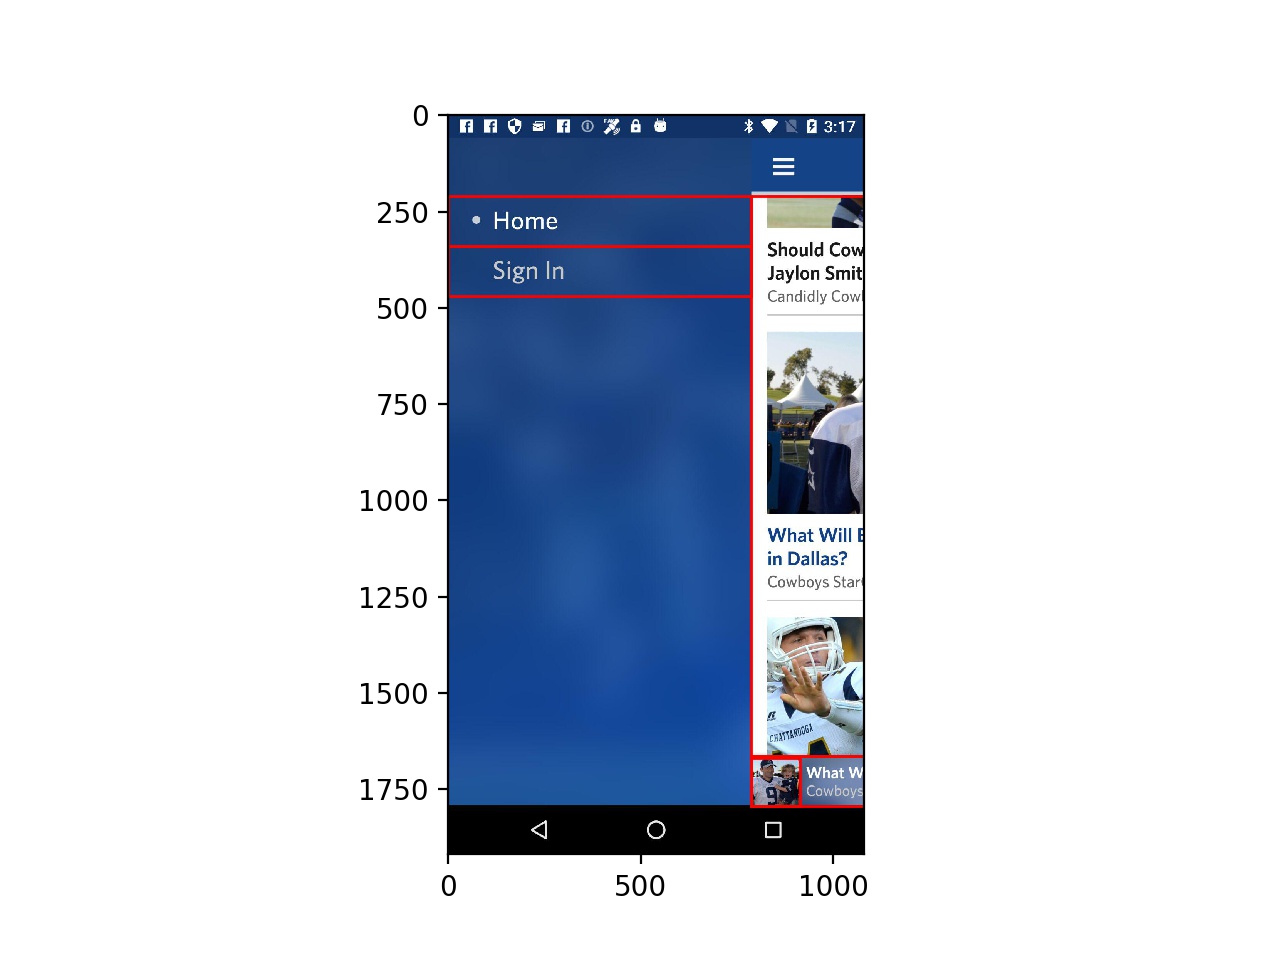 0
250
500
750
1000
1250
1500
1750
0
500
1000
3:17
Home
Sign In
Should Cow
Jaylon Smit
Candidly Cow
What Will
in Dallas?
Cowboys Star
CHATTANOOGA
What W
Cowboys